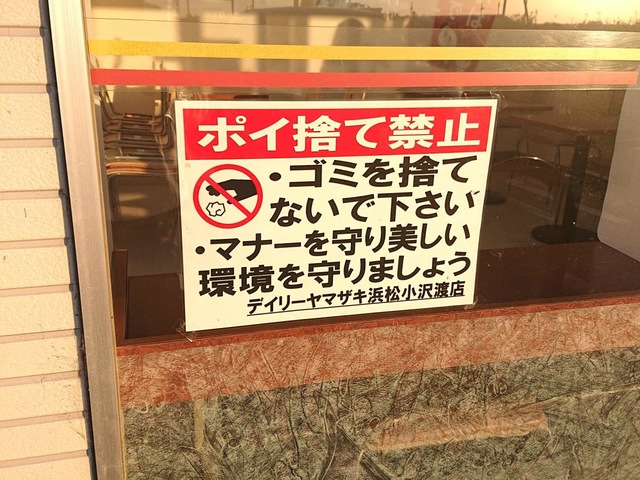 ポイ捨て禁止
・ゴミを捨て
ないで下さい
・マナーを守り美しい
環境を守りましょう
デイリーヤマザキ浜松小沢渡店